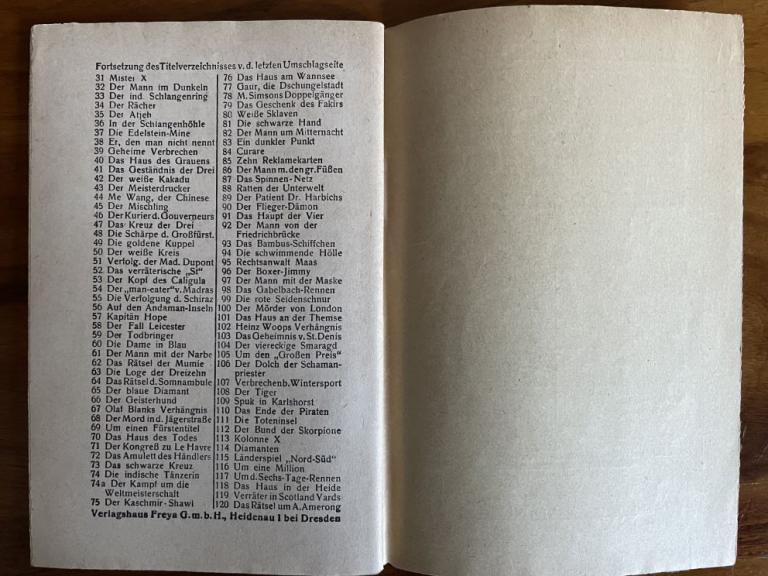 Fortsetzung des Titelverzeichnisses v. d. letzten Umschlagseite
31 Mister X
32 Der Mann im Dunkeln
33 Der ind. Schlangenring
34 Der Rächer
35 Der Atjeh
36 In der Schlangenhöhle
37 Die Edelstein-Mine
38 Er, den man nicht nennt
39 Geheime Verbrechen
40 Das Haus des Grauens
41 Das Geständnis der Drei
42 Der weiße Kakadu
43 Der Meisterdrucker
44 Me Wang, der Chinese
45 Der Mischling
46 Der Kurier d. Gouverneurs
47 Das Kreuz der Drei
48 Die Schärpe d. Großfürst.
49 Die goldene Kuppel
50 Der weiße Kreis
51 Verfolg. der Mad. Dupont
52 Das verräterische „St"
53 Der Kopf des Caligula
54 Der „man-eater" v. Madras
55 Die Verfolgung d. Schiraz
56 Auf den Andaman-Inseln
57 Kapitän Hope
58 Der Fall Leicester
59 Der Todbringer
60 Die Dame in Blau
61 Der Mann mit der Narbe
62 Das Rätsel der Mumie
63 Die Loge der Dreizehn
64 Das Rätsel d. Somnambule
65 Der blaue Diamant
66 Der Geisterhund
67 Olaf Blanks Verhängnis
68 Der Mord in d. Jägerstraße
69 Um einen Fürstentitel
70 Das Haus des Todes
71 Der Kongreß zu Le Havre
72 Das Amulett des Händlers
73 Das schwarze Kreuz
74 Die indische Tänzerin
74a Der Kampf um die
Weltmeisterschaft
75 Der Kaschmir-Shawl
76 Das Haus am Wannsee
77 Gaur, die Dschungelstadt
78 M. Simsons Doppelgänger
79 Das Geschenk des Fakirs
80 Weiße Sklaven
81 Die schwarze Hand
82 Der Mann um Mitternacht
83 Ein dunkler Punkt
84 Curare
85 Zehn Reklamekarten
86 Der Mann m. den gr. Füßen
87 Das Spinnen-Netz
88 Ratten der Unterwelt
89 Der Patient Dr. Harbichs
90 Der Flieger-Dämon
91 Das Haupt der Vier
92 Der Mann von der
Friedrichbrücke
93 Das Bambus-Schiffchen
94 Die schwimmende Hölle
95 Rechtsanwalt Maas
96 Der Boxer-Jimmy
97 Der Mann mit der Maske
98 Das Gabelbach-Rennen
99 Die rote Seidenschnur
100 Der Mörder von London
101 Das Haus an der Themse
102 Heinz Woops Verhängnis
103 Das Geheimnis v. St. Denis
104 Der viereckige Smaragd
105 Um den „Großen Preis"
106 Der Dolch der Schaman-
priester
107 Verbrechen b. Wintersport
108 Der Tiger
109 Spuk in Karlshorst
110 Das Ende der Piraten
111 Die Toteninsel
112 Der Bund der Skorpione
113 Kolonne X
114 Diamanten
115 Länderspiel „Nord-Süd"
116 Um eine Million
117 Um d. Sechs-Tage-Rennen
118 Das Haus in der Heide
119 Verräter in Scotland Yards
120 Das Rätsel um A. Amerong
Verlagshaus Freya G. m. b. H., Heidenau I bei Dresden